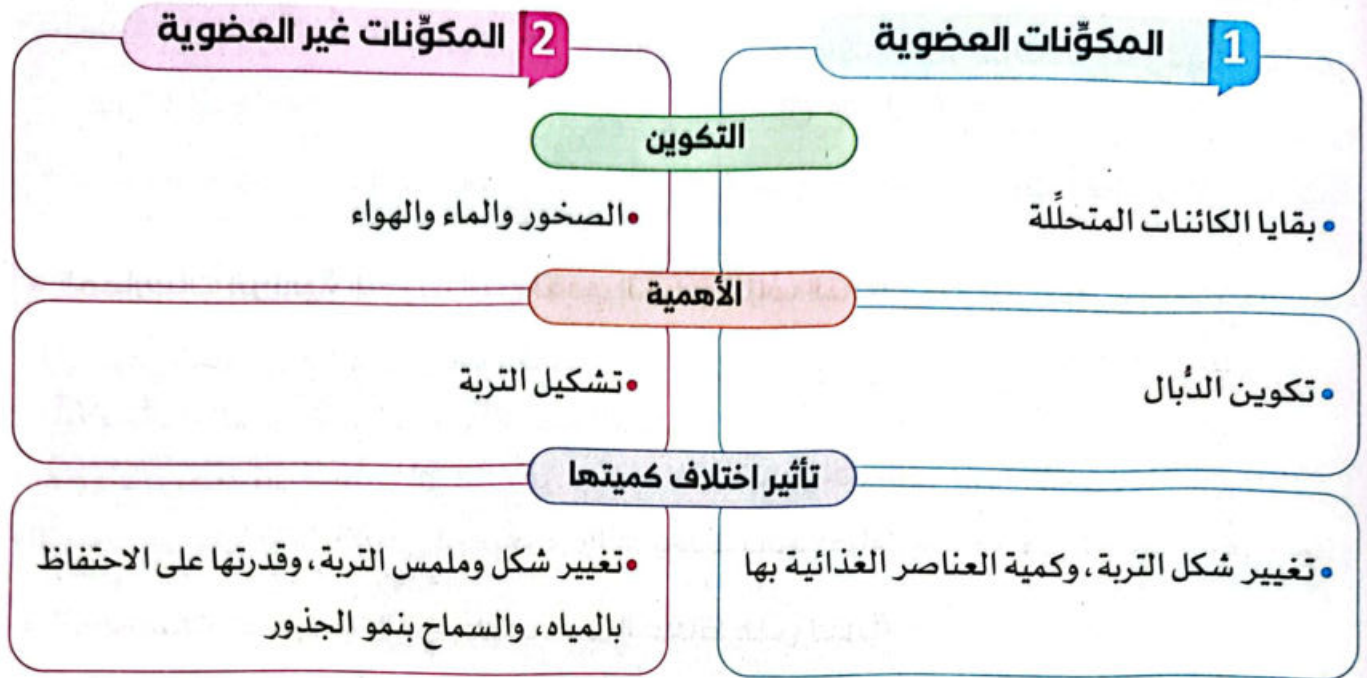 1 المكوِّنات العضوية
2 المكوِّنات غير العضوية
التكوين
• بقايا الكائنات المتحلِّلة
• الصخور والماء والهواء
الأهمية
• تكوين الدُّبال
• تشكيل التربة
تأثير اختلاف كميتها
• تغيير شكل التربة، وكمية العناصر الغذائية بها
• تغيير شكل وملمس التربة، وقدرتها على الاحتفاظ
بالمياه، والسماح بنمو الجذور